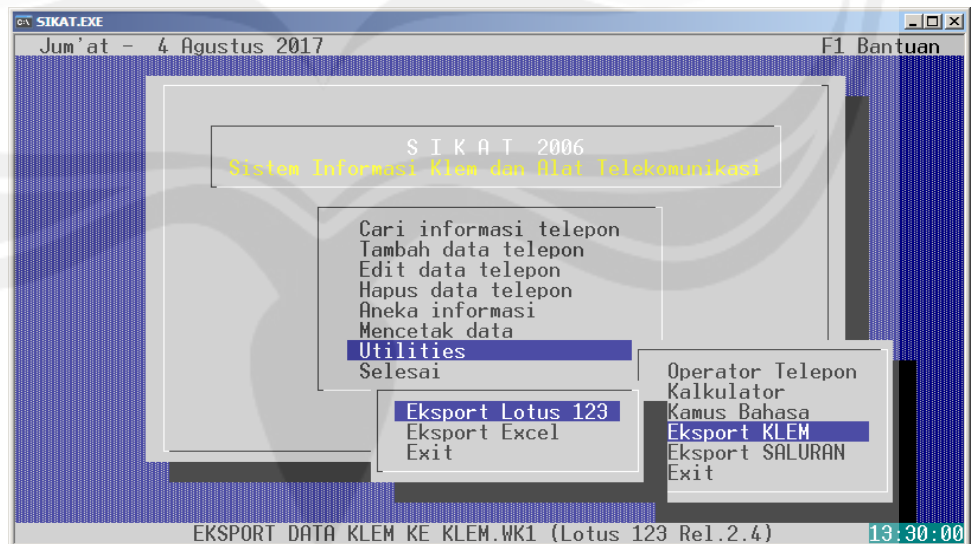 SIKAT.EXE
Jum'at - 4 Agustus 2017 F1 Bantuan
S I K A T 2006
Sistem Informasi Klem dan Alat Telekomunikasi
Cari informasi telepon
Tambah data telepon
Edit data telepon
Hapus data telepon
Aneka informasi
Mencetak data
Utilities
Selesai
Operator Telepon
Kalkulator
Kamus Bahasa
Eksport KLEM
Eksport SALURAN
Exit
Eksport Lotus 123
Eksport Excel
Exit
EKSPORT DATA KLEM KE KLEM.WK1 (Lotus 123 Rel.2.4) 13:30:00